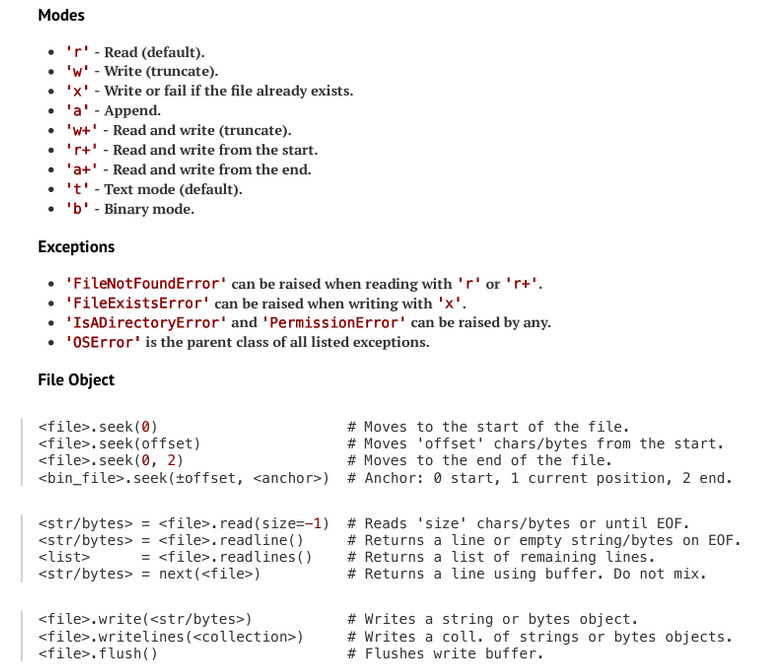 Modes
• 'r' - Read (default).
• 'w' - Write (truncate).
• 'x' - Write or fail if the file already exists.
• 'a' - Append.
• 'w+' - Read and write (truncate).
• 'r+' - Read and write from the start.
• 'a+' - Read and write from the end.
• 't' - Text mode (default).
• 'b' - Binary mode.
Exceptions
• 'FileNotFoundError' can be raised when reading with 'r' or 'r+'.
• 'FileExistsError' can be raised when writing with 'x'.
• 'IsADirectoryError' and 'PermissionError' can be raised by any.
• 'OSError' is the parent class of all listed exceptions.
File Object
<file>.seek(0)                      # Moves to the start of the file.
<file>.seek(offset)                 # Moves 'offset' chars/bytes from the start.
<file>.seek(0, 2)                   # Moves to the end of the file.
<bin_file>.seek(±offset, <anchor>)  # Anchor: 0 start, 1 current position, 2 end.
<str/bytes> = <file>.read(size=-1)  # Reads 'size' chars/bytes or until EOF.
<str/bytes> = <file>.readline()     # Returns a line or empty string/bytes on EOF.
<list>      = <file>.readlines()    # Returns a list of remaining lines.
<str/bytes> = next(<file>)          # Returns a line using buffer. Do not mix.
<file>.write(<str/bytes>)           # Writes a string or bytes object.
<file>.writelines(<collection>)     # Writes a coll. of strings or bytes objects.
<file>.flush()                      # Flushes write buffer.